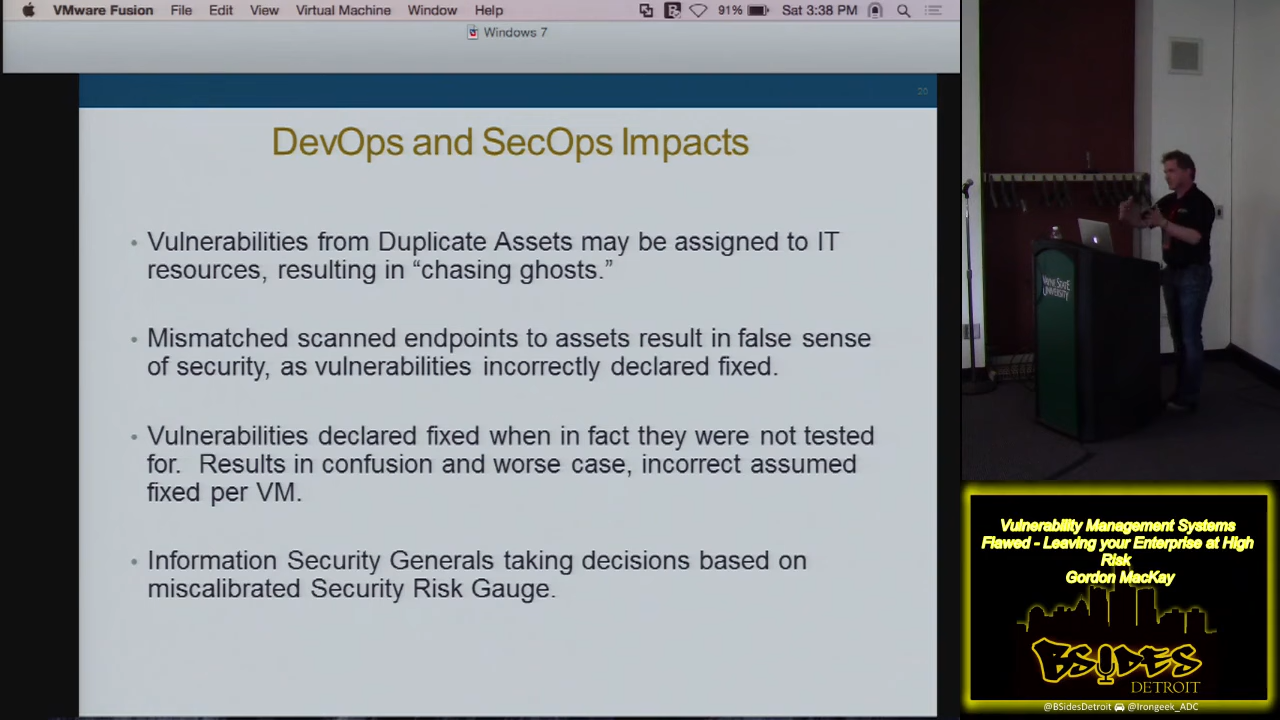 VMware Fusion File Edit View Virtual Machine Window Help 91% Sat 3:38 PM
Windows 7
20
DevOps and SecOps Impacts
• Vulnerabilities from Duplicate Assets may be assigned to IT
resources, resulting in “chasing ghosts.”
• Mismatched scanned endpoints to assets result in false sense
of security, as vulnerabilities incorrectly declared fixed.
• Vulnerabilities declared fixed when in fact they were not tested
for. Results in confusion and worse case, incorrect assumed
fixed per VM.
• Information Security Generals taking decisions based on
miscalibrated Security Risk Gauge.
WAYNE STATE
UNIVERSITY
Vulnerability Management Systems
Flawed - Leaving your Enterprise at High
Risk
Gordon MacKay
BSIDES
DETROIT
@BSidesDetroit @Irongeek_ADC